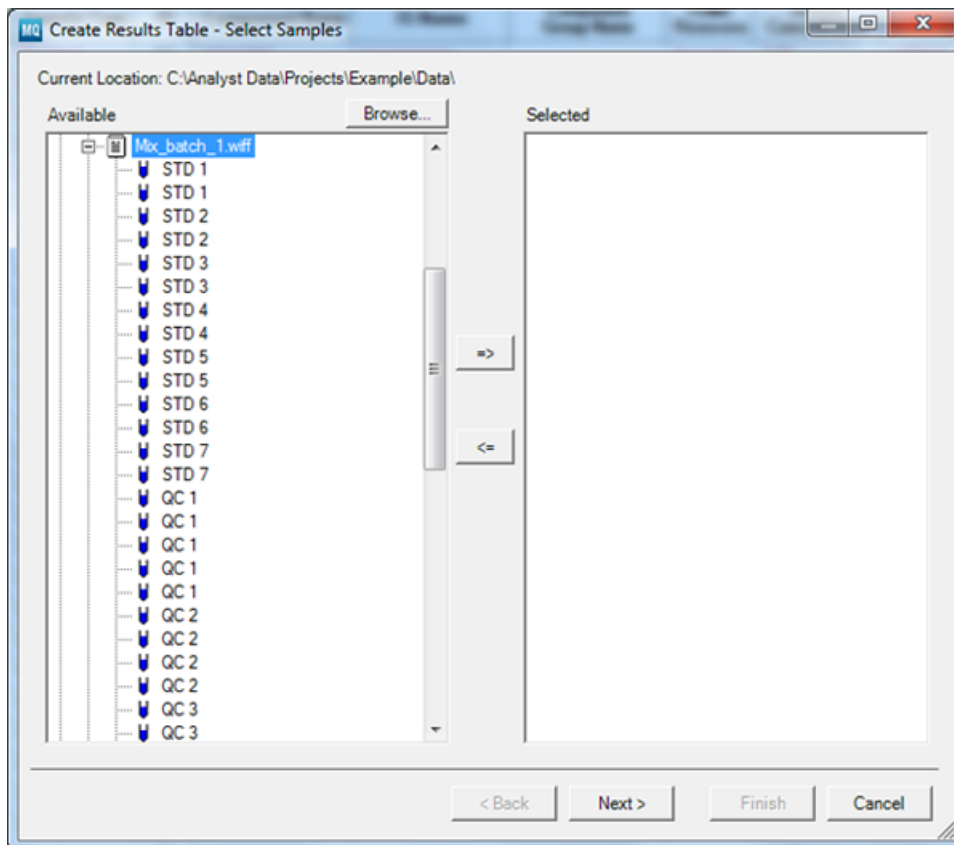 MQ Create Results Table - Select Samples
Current Location: C:\Analyst Data\Projects\Example\Data\
Available
Browse...
Selected
Mix_batch_1.wiff
STD 1
STD 1
STD 2
STD 2
STD 3
STD 3
STD 4
STD 4
STD 5
STD 5
STD 6
STD 6
STD 7
STD 7
QC 1
QC 1
QC 1
QC 1
QC 1
QC 2
QC 2
QC 2
QC 2
QC 3
QC 3
=>
<=
< Back
Next >
Finish
Cancel